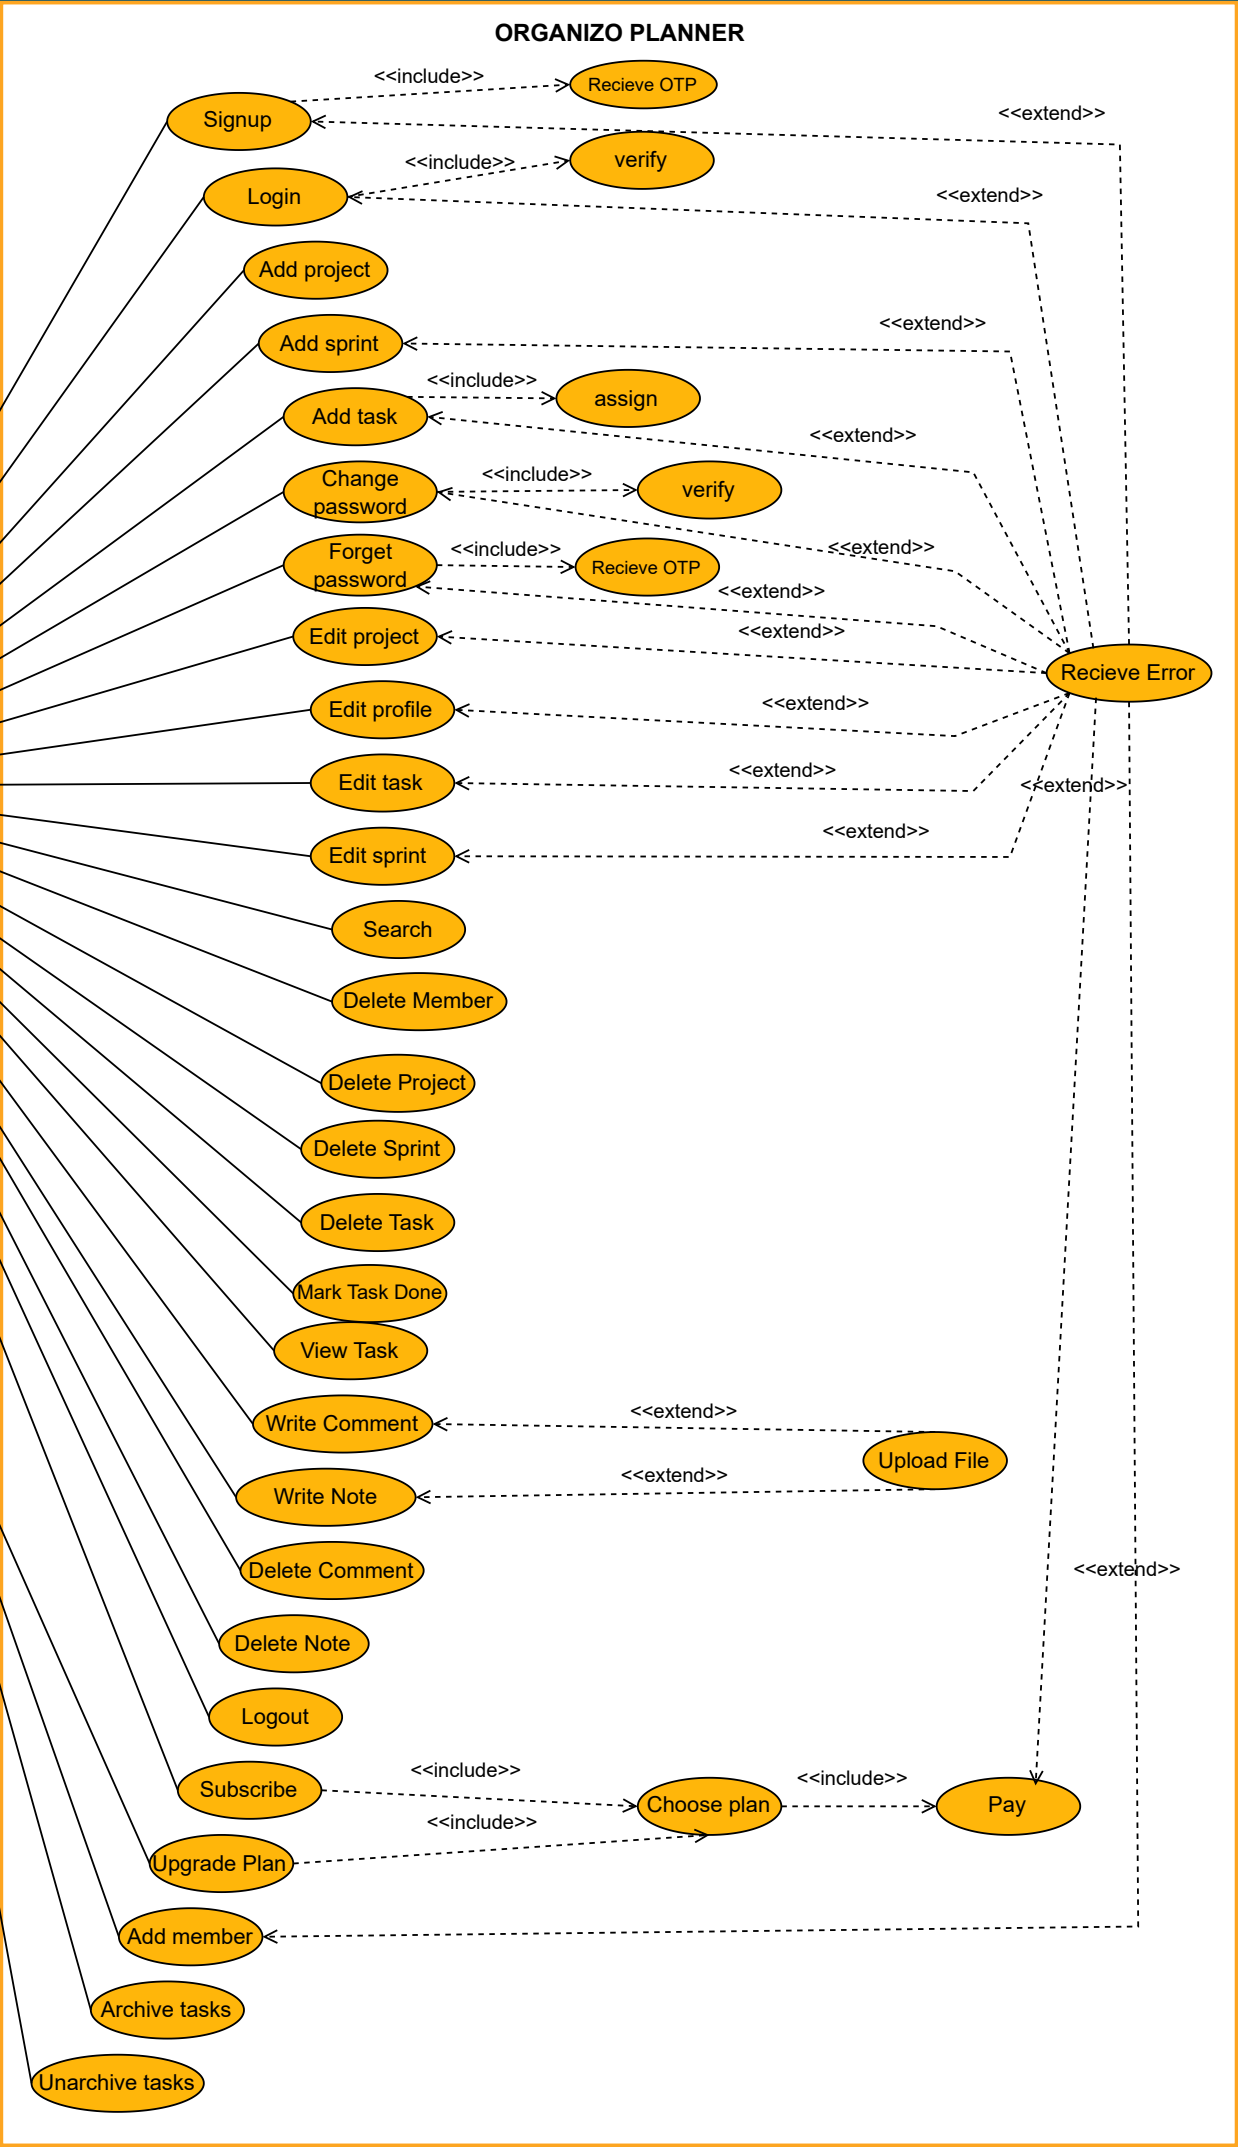 ORGANIZO PLANNER
<<include>>
Recieve OTP
Signup
<<extend>>
<<include>>
verify
Login
<<extend>>
Add project
Add sprint
<<extend>>
<<include>>
assign
Add task
<<extend>>
Change
password
<<include>>
verify
<<extend>>
Forget
password
<<include>>
Recieve OTP
<<extend>>
Edit project
<<extend>>
Recieve Error
Edit profile
<<extend>>
Edit task
<<extend>>
<<extend>>
Edit sprint
<<extend>>
Search
Delete Member
Delete Project
Delete Sprint
Delete Task
Mark Task Done
View Task
Write Comment
<<extend>>
Upload File
Write Note
<<extend>>
Delete Comment
<<extend>>
Delete Note
Logout
Subscribe
<<include>>
Choose plan
<<include>>
Pay
<<include>>
Upgrade Plan
Add member
Archive tasks
Unarchive tasks